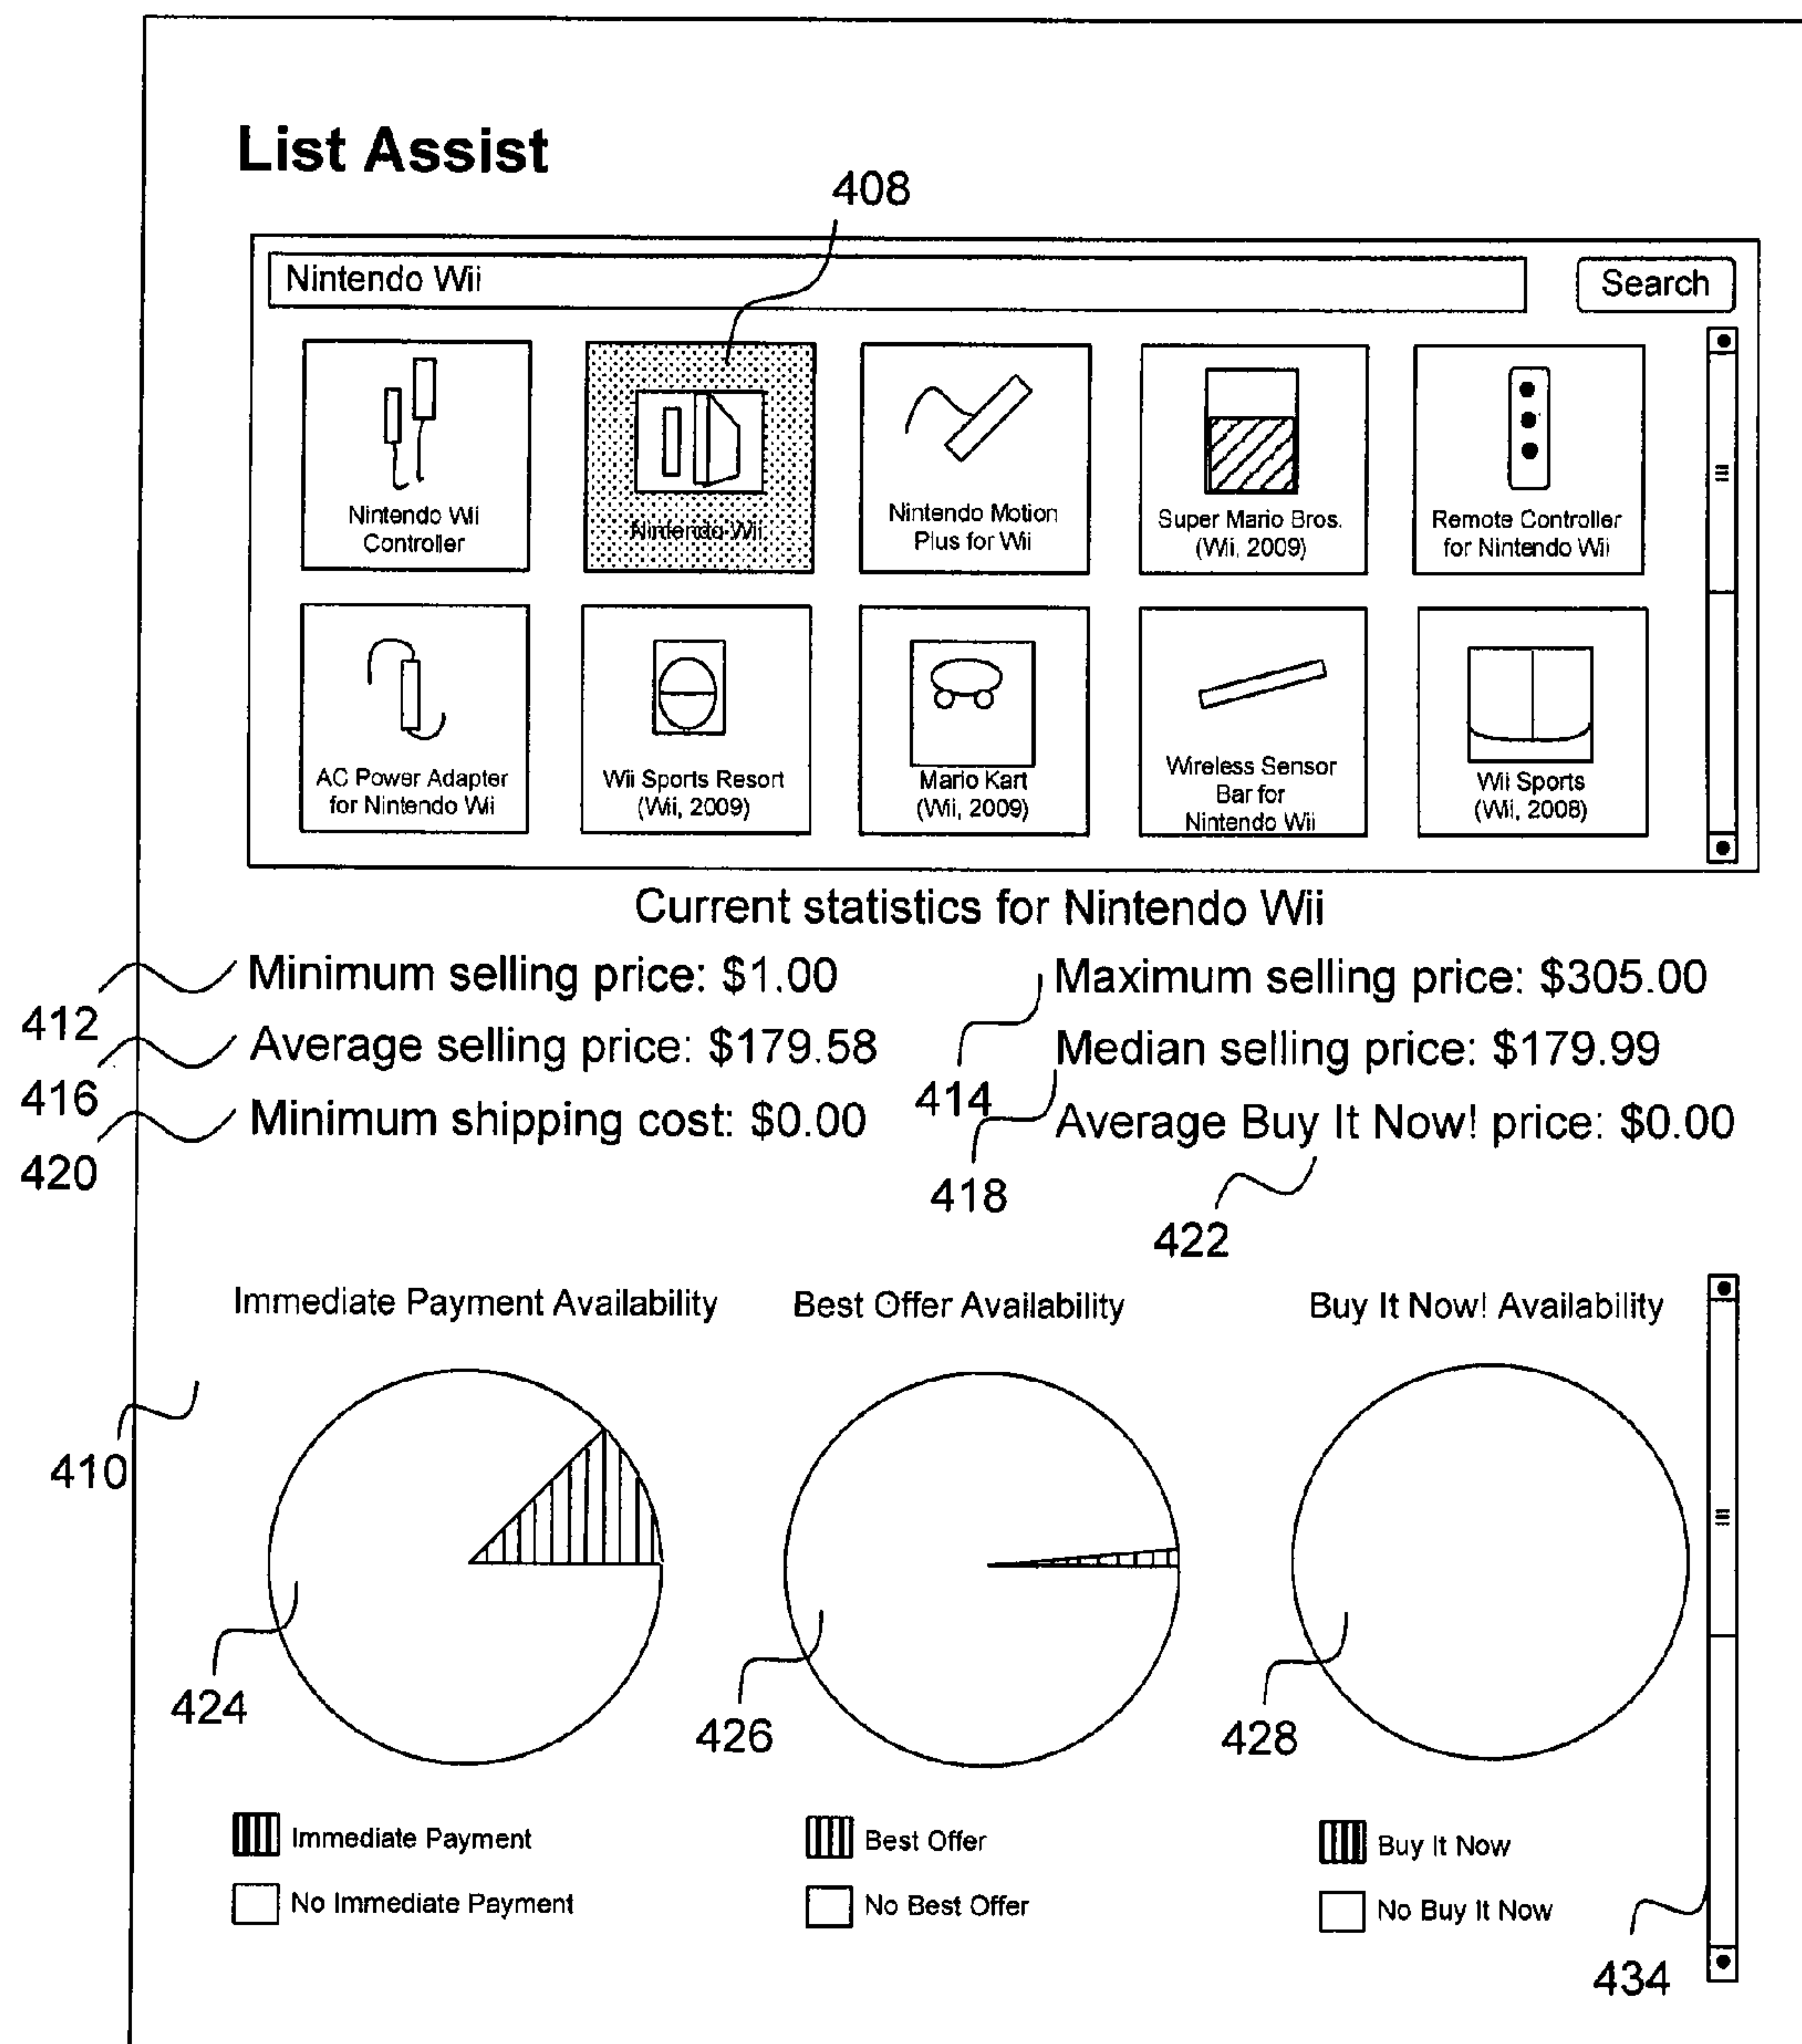 List Assist
408
Nintendo Wii
Search
Nintendo Wii
Controller
Nintendo Wii
Nintendo Motion
Plus for Wii
Super Mario Bros.
(Wii, 2009)
Remote Controller
for Nintendo Wii
AC Power Adapter
for Nintendo Wii
Wii Sports Resort
(Wii, 2009)
Mario Kart
(Wii, 2009)
Wireless Sensor
Bar for
Nintendo Wii
Wii Sports
(Wii, 2008)
Current statistics for Nintendo Wii
Minimum selling price: $1.00
Maximum selling price: $305.00
412
Average selling price: $179.58
Median selling price: $179.99
416
414
Minimum shipping cost: $0.00
Average Buy It Now! price: $0.00
420
418
422
Immediate Payment Availability
Best Offer Availability
Buy It Now! Availability
410
424
426
428
Immediate Payment
No Immediate Payment
Best Offer
No Best Offer
Buy It Now
No Buy It Now
434